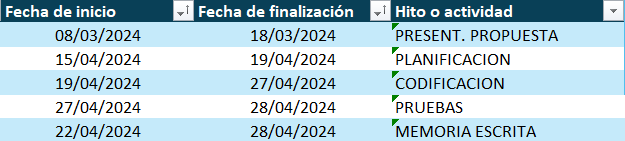 Fecha de inicio Fecha de finalización Hito o actividad
08/03/2024 18/03/2024 PRESENT. PROPUESTA
15/04/2024 19/04/2024 PLANIFICACION
19/04/2024 27/04/2024 CODIFICACION
27/04/2024 28/04/2024 PRUEBAS
22/04/2024 28/04/2024 MEMORIA ESCRITA